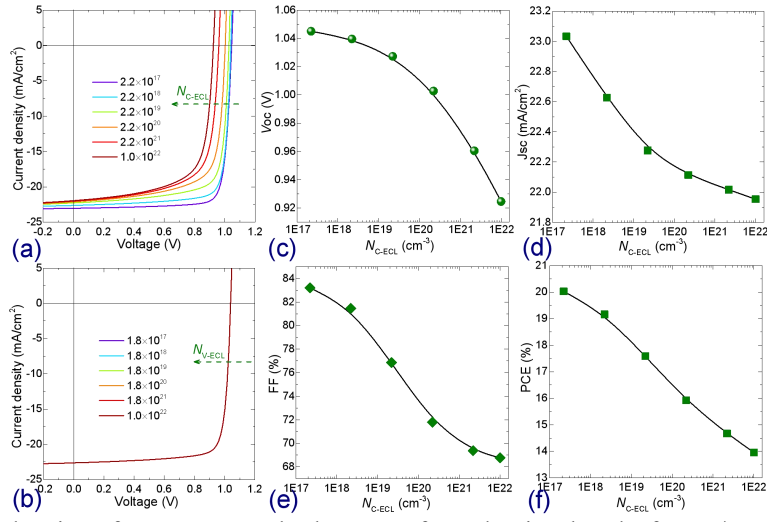 (a)
Current density (mA/cm²)
5
0
-5
-10
-15
-20
-25
2.2×10¹⁷
2.2×10¹⁸
2.2×10¹⁹
2.2×10²⁰
2.2×10²¹
1.0×10²²
N_C-ECL
-0.2 0.0 0.2 0.4 0.6 0.8 1.0 1.2
Voltage (V)
(c)
Voc (V)
1.06
1.04
1.02
1.00
0.98
0.96
0.94
0.92
1E17 1E18 1E19 1E20 1E21 1E22
N_C-ECL (cm⁻³)
(d)
Jsc (mA/cm²)
23.0
22.8
22.6
22.4
22.2
22.0
21.8
1E17 1E18 1E19 1E20 1E21 1E22
N_C-ECL (cm⁻³)
(b)
Current density (mA/cm²)
5
0
-5
-10
-15
-20
-25
1.8×10¹⁷
1.8×10¹⁸
1.8×10¹⁹
1.8×10²⁰
1.8×10²¹
1.0×10²²
N_V-ECL
-0.2 0.0 0.2 0.4 0.6 0.8 1.0 1.2
Voltage (V)
(e)
FF (%)
84
82
80
78
76
74
72
70
68
1E17 1E18 1E19 1E20 1E21 1E22
N_C-ECL (cm⁻³)
(f)
PCE (%)
21
20
19
18
17
16
15
14
13
1E17 1E18 1E19 1E20 1E21 1E22
N_C-ECL (cm⁻³)